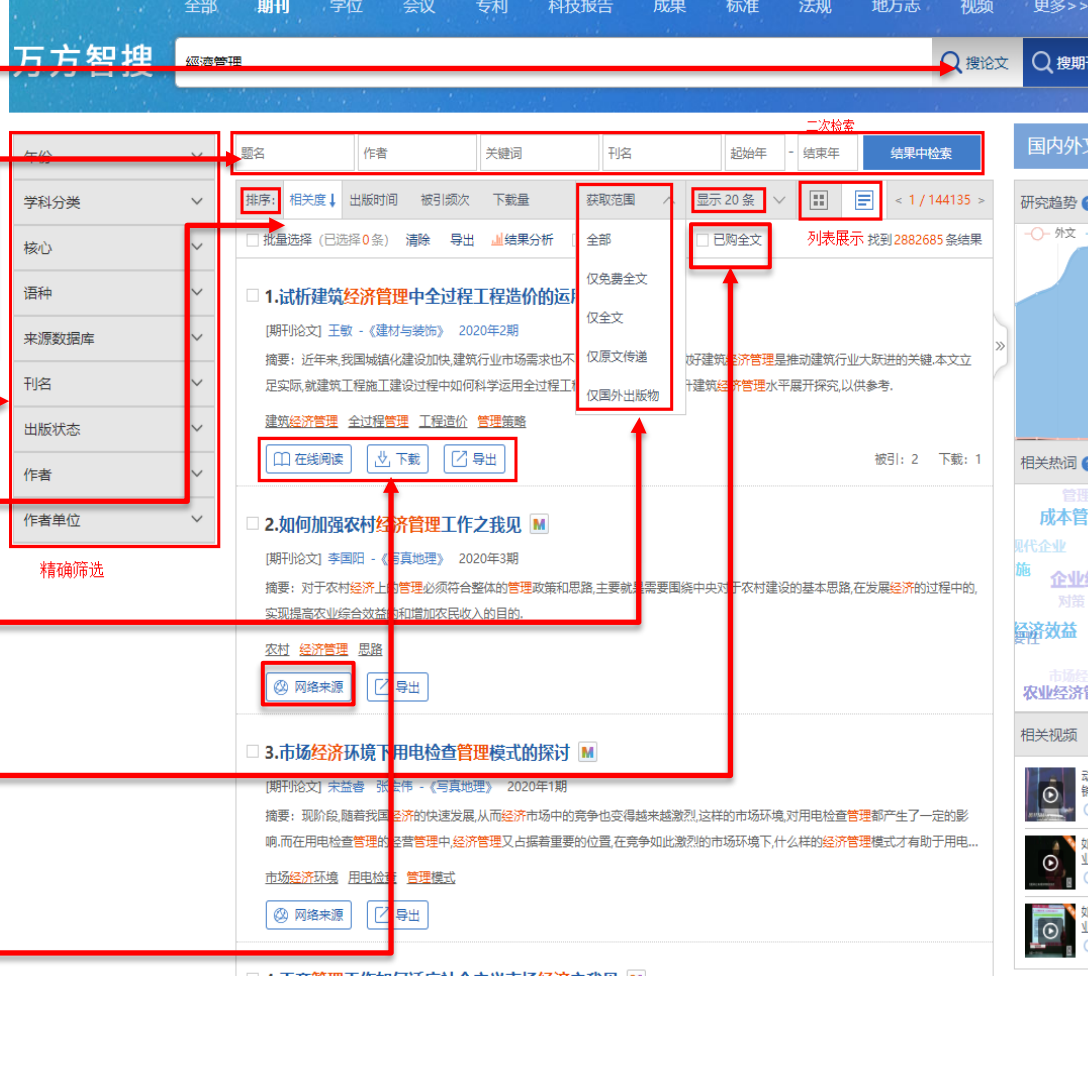 全部 期刊 学位 会议 专利 科技报告 成果 标准 法规 地方志 视频 更多>>
万方智搜
經濟管理
搜论文
搜期
二次检索
年份
题名 作者 关键词 刊名 起始年 - 结束年 结果中检索
国内外文
学科分类
排序: 相关度 出版时间 被引频次 下载量 获取范围 显示 20 条 < 1 / 144135 >
研究趋势
外文
核心
批量选择 (已选择 0 条) 清除 导出 结果分析 全部 已购全文 列表展示 找到 2882685 条结果
仅免费全文
仅全文
仅原文传递
仅国外出版物
语种
来源数据库
刊名
出版状态
作者
作者单位
精确筛选
1.试析建筑经济管理中全过程工程造价的运
[期刊论文] 王敏 -《建材与装饰》 2020年2期
摘要：近年来,我国城镇化建设加快,建筑行业市场需求也不 好建筑经济管理是推动建筑行业大跃进的关键.本文立
足实际,就建筑工程施工建设过程中如何科学运用全过程工 升建筑经济管理水平展开探究,以供参考.
建筑经济管理 全过程管理 工程造价 管理策略
在线阅读 下载 导出 被引：2 下载：1
2.如何加强农村经济管理工作之我见 M
[期刊论文] 李国阳 -《写真地理》 2020年3期
摘要：对于农村经济上的管理必须符合整体的管理政策和思路,主要就是需要围绕中央对于农村建设的基本思路,在发展经济的过程中的,
实现提高农业综合效益的和增加农民收入的目的.
农村 经济管理 思路
网络来源 导出
3.市场经济环境下用电检查管理模式的探讨 M
[期刊论文] 宋益睿 张宏伟 -《写真地理》 2020年1期
摘要：现阶段,随着我国经济的快速发展,从而经济市场中的竞争也变得越来越激烈,这样的市场环境,对用电检查管理都产生了一定的影
响.而在用电检查管理的经营管理中,经济管理又占据着重要的位置,在竞争如此激烈的市场环境下,什么样的经济管理模式才有助于用电...
市场经济环境 用电检查 管理模式
网络来源 导出
相关热词
管理
成本管
现代企业
施
企业
对策
经济效益
市场经
农业经济管
相关视频